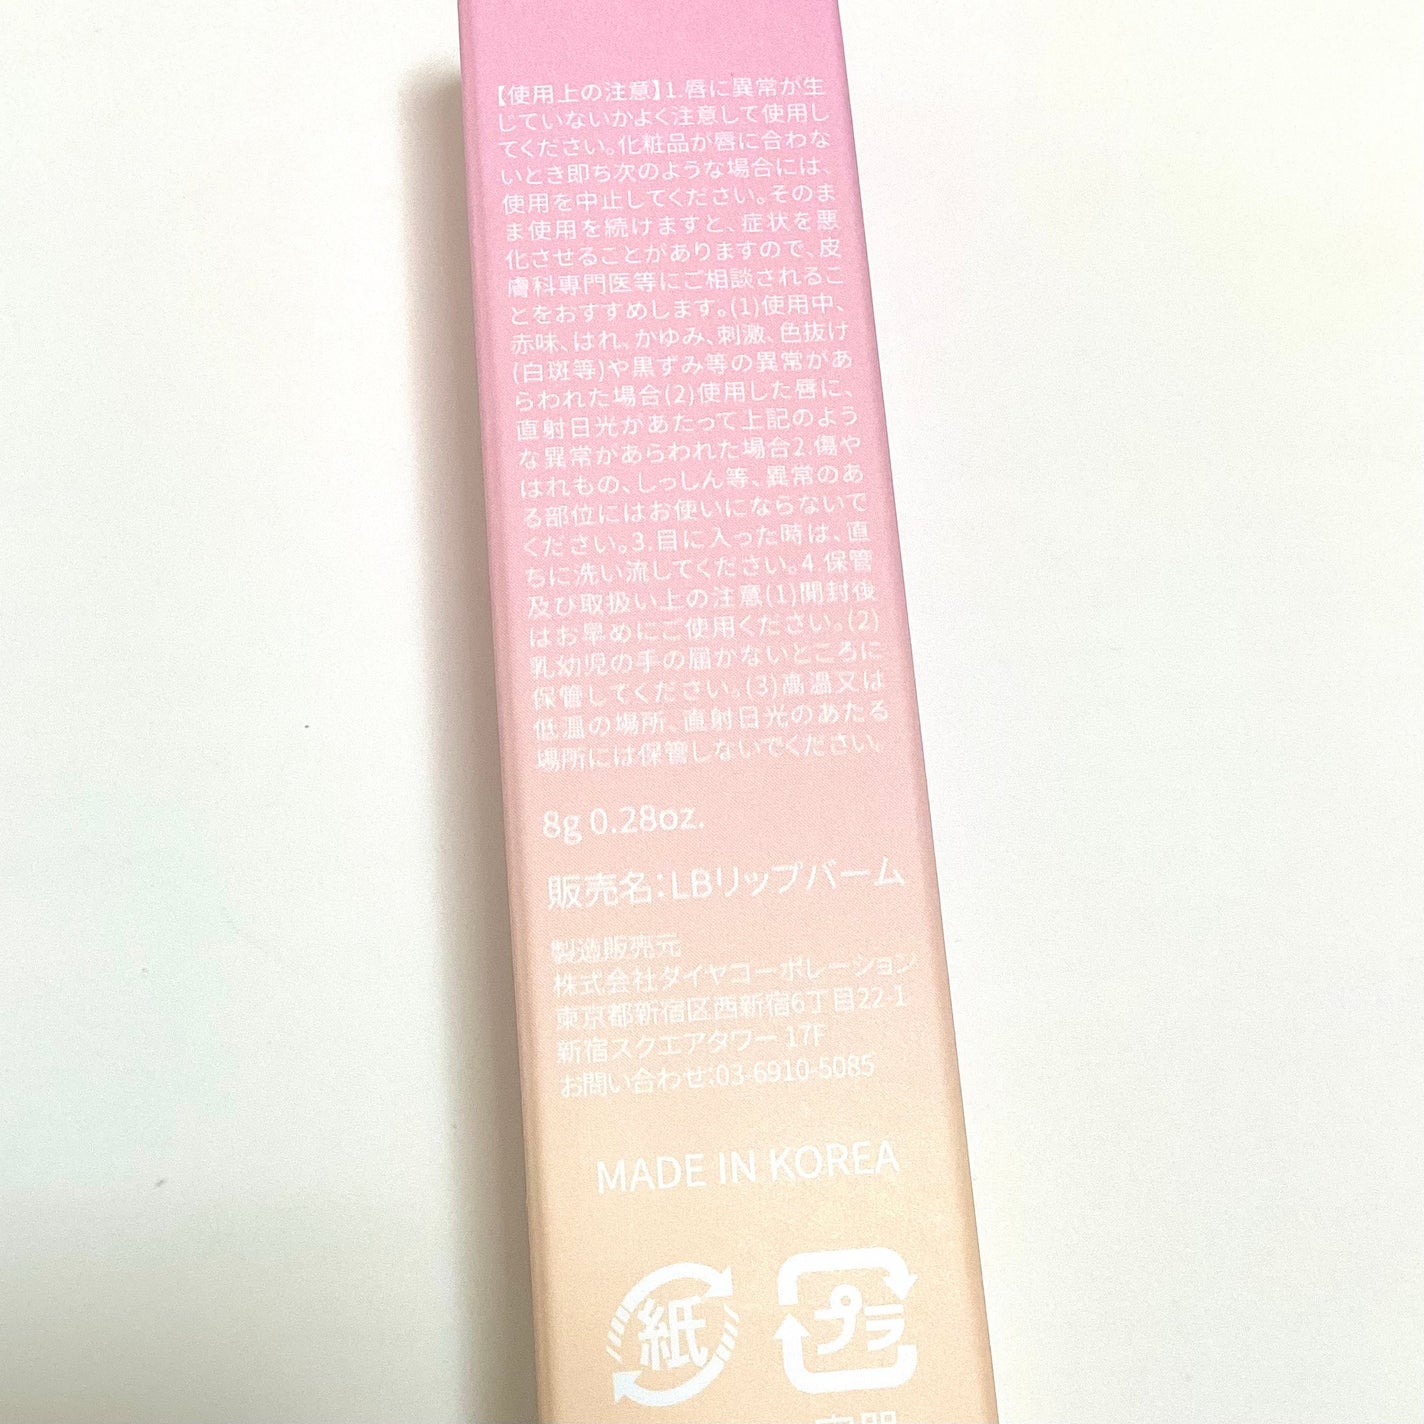 【使用上の注意】1.唇に異常が生
じていないかよく注意して使用し
てください。化粧品が唇に合わな
いとき即ち次のような場合には、
使用を中止してください。そのま
ま使用を続けますと、症状を悪
化させることがありますので、皮
膚科専門医等にご相談されるこ
とをおすすめします。(1)使用中、
赤味、はれ、かゆみ、刺激、色抜け
(白斑等)や黒ずみ等の異常があ
らわれた場合(2)使用した唇に、
直射日光があたって上記のよう
な異常があらわれた場合2.傷や
はれもの、しっしん等、異常のあ
る部位にはお使いにならないで
ください。3.目に入った時は、直
ちに洗い流してください。4.保管
及び取扱い上の注意(1)開封後
はお早めにご使用ください。(2)
乳幼児の手の届かないところに
保管してください。(3)高温又は
低温の場所、直射日光のあたる
場所には保管しないでください。
8g 0.28oz.
販売名:LBリップバーム
製造販売元
株式会社ダイヤコーポレーション
東京都新宿区西新宿6丁目22-1
新宿スクエアタワー 17F
お問い合わせ:03-6910-5085
MADE IN KOREA
紙 プラ